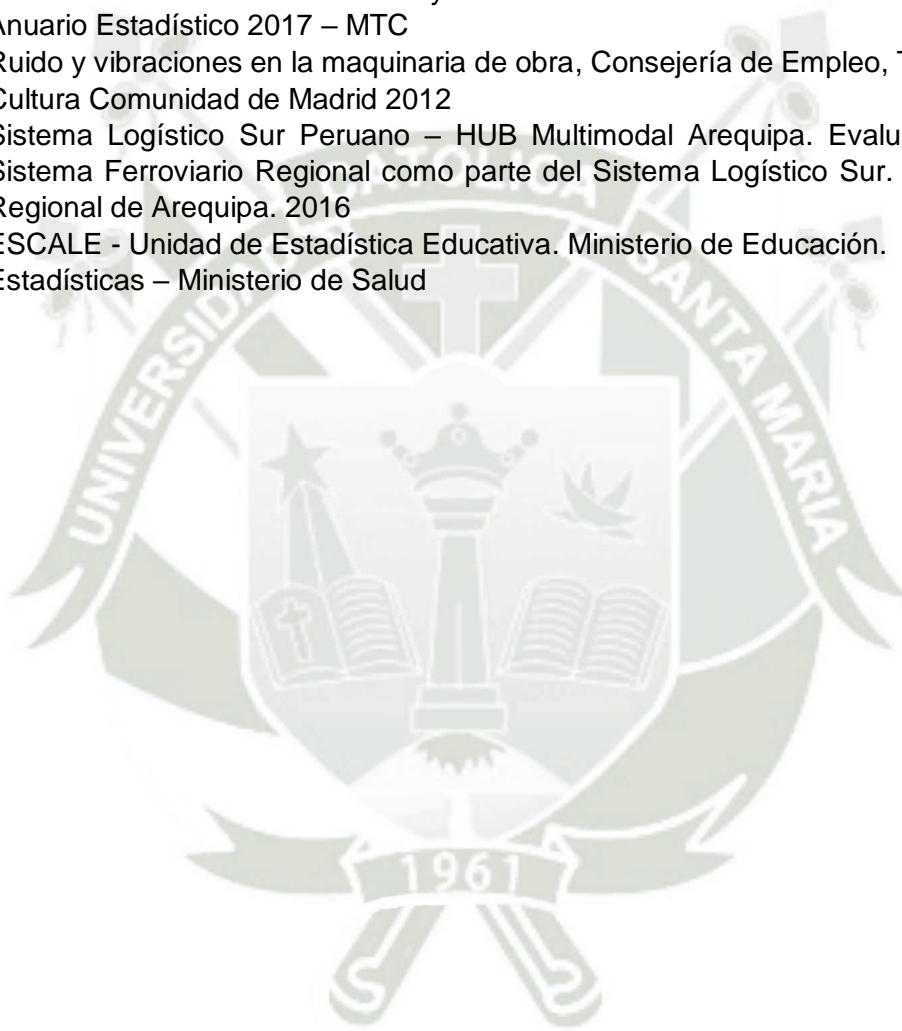 Anuario Estadístico 2017 – MTC
Ruido y vibraciones en la maquinaria de obra, Consejería de Empleo,
Cultura Comunidad de Madrid 2012
Sistema Logístico Sur Peruano – HUB Multimodal Arequipa. Evalu
Sistema Ferroviario Regional como parte del Sistema Logístico Sur.
Regional de Arequipa. 2016
ESCALE - Unidad de Estadística Educativa. Ministerio de Educación.
Estadísticas – Ministerio de Salud
UNIVERSIDAD CATOLICA SANTA MARIA
1961